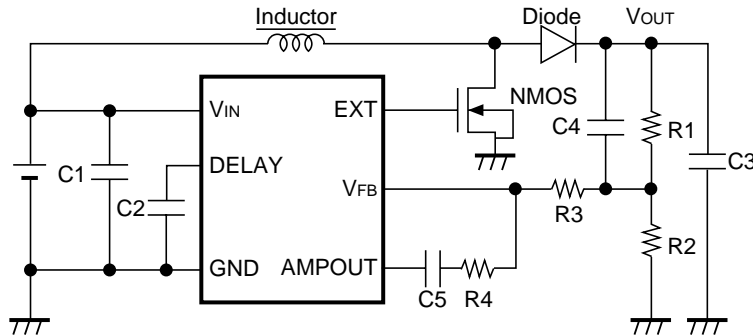 Inductor
Diode
VOUT
VIN
EXT
NMOS
C4
R1
C1
DELAY
C3
C2
VFB
R3
R2
GND
AMPOUT
C5
R4